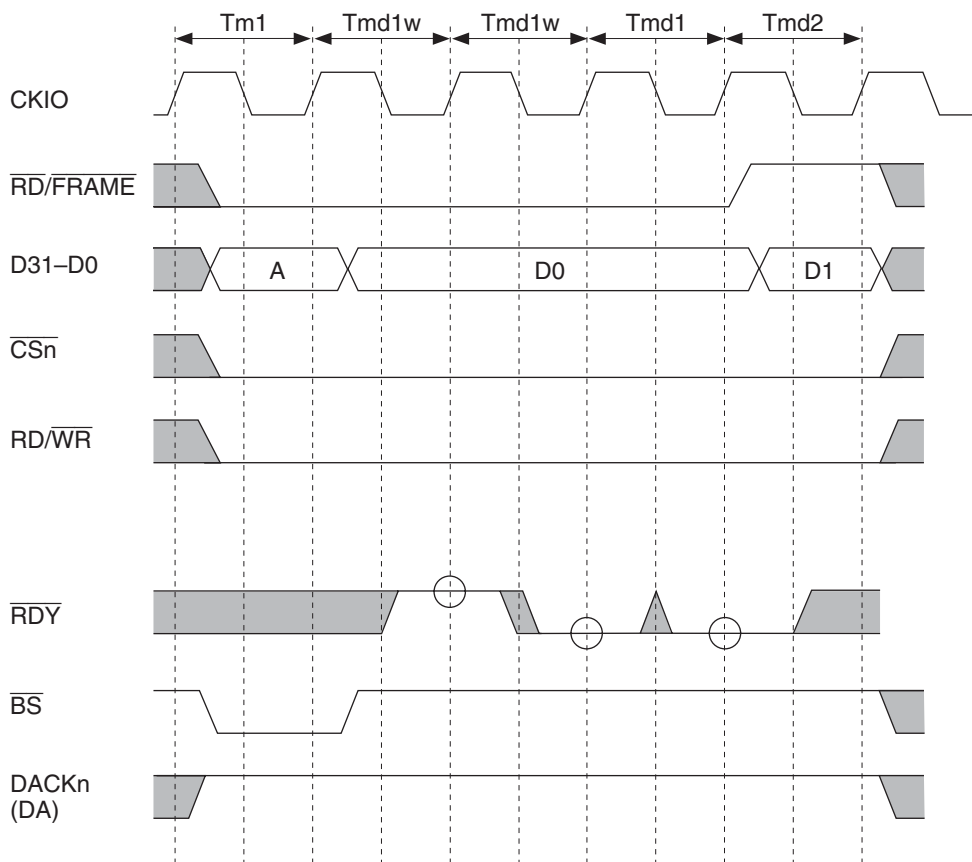 Tm1 Tmd1w Tmd1w Tmd1 Tmd2
CKIO
RD/FRAME
D31–D0 A D0 D1
CSn
RD/WR
RDY
BS
DACKn
(DA)